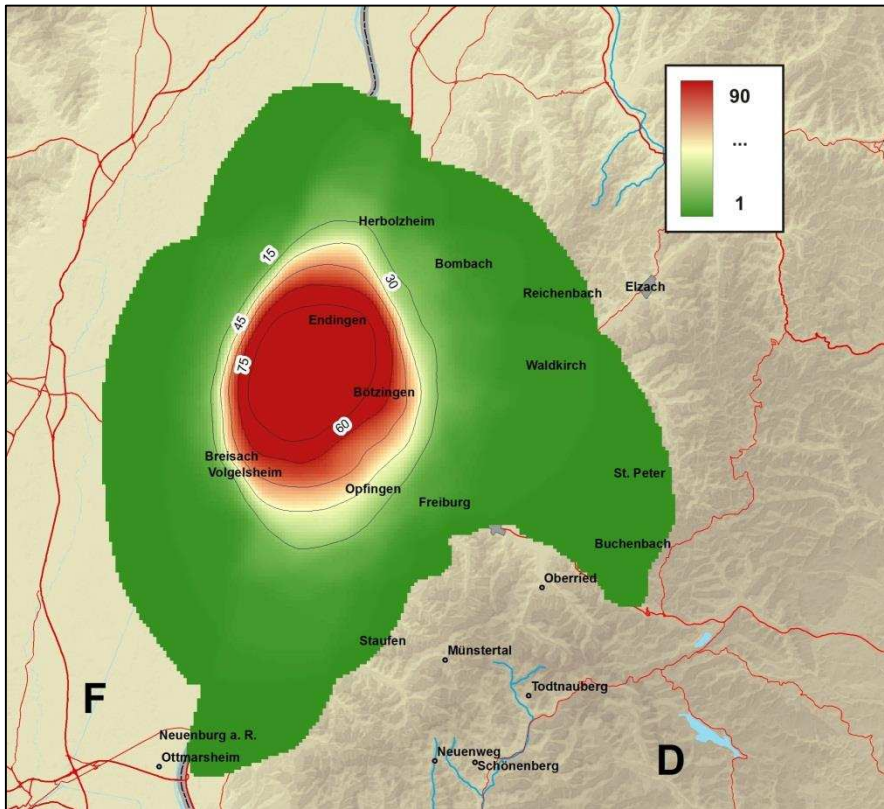 90
...
1
Herbolzheim
15
Bombach
30
Reichenbach
Elzach
Endingen
45
75
Waldkirch
Bötzingen
60
Breisach
Volgelsheim
St. Peter
Opfingen
Freiburg
Buchenbach
Oberried
Staufen
Münstertal
F
Todtnauberg
Neuenburg a. R.
Ottmarsheim
Neuenweg
Schönenberg
D